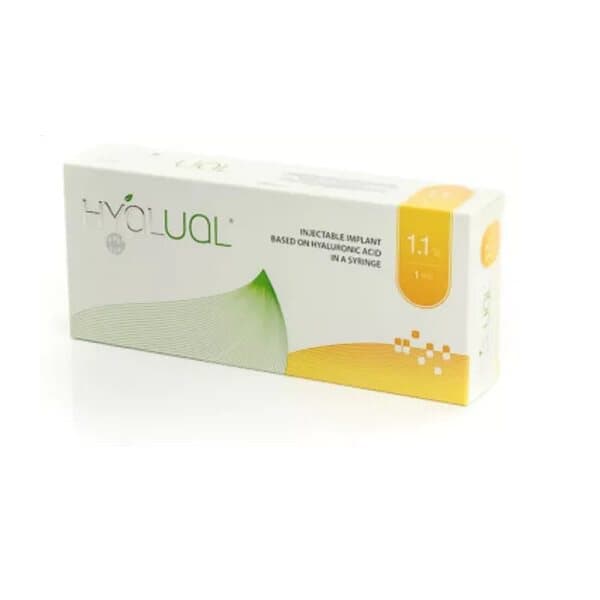 HYALUAL®
INJECTABLE IMPLANT
BASED ON HYALURONIC ACID
IN A SYRINGE
1.1 %